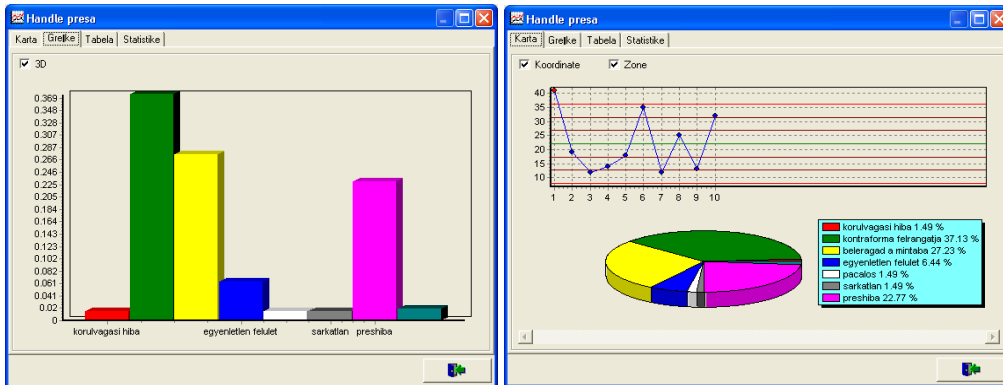 Handle presa
Karta Greške Tabela Statistike
3D
0.369
0.348
0.328
0.307
0.287
0.266
0.246
0.225
0.205
0.184
0.164
0.143
0.123
0.102
0.082
0.061
0.041
0.02
0
korulvagasi hiba egyenletlen felulet sarkatlan preshiba
Handle presa
Karta Greške Tabela Statistike
Koordinate Zone
40
35
30
25
20
15
10
1 2 3 4 5 6 7 8 9 10
korulvagasi hiba 1.49 %
kontraforma felrangatja 37.13 %
beleragad a mintaba 27.23 %
egyenletlen felulet 6.44 %
pacalos 1.49 %
sarkatlan 1.49 %
preshiba 22.77 %